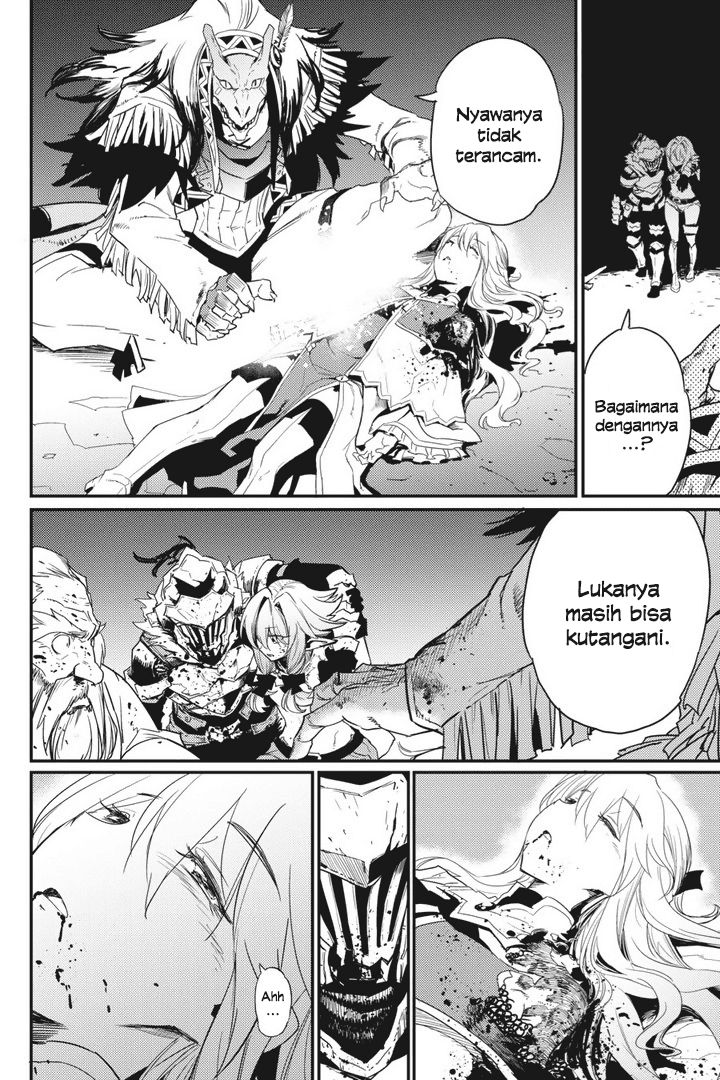 Bagaimana
dengannya
...?
Nyawanya
tidak
terancam.
Lukanya
masih bisa
kutangani.
Ahh
...